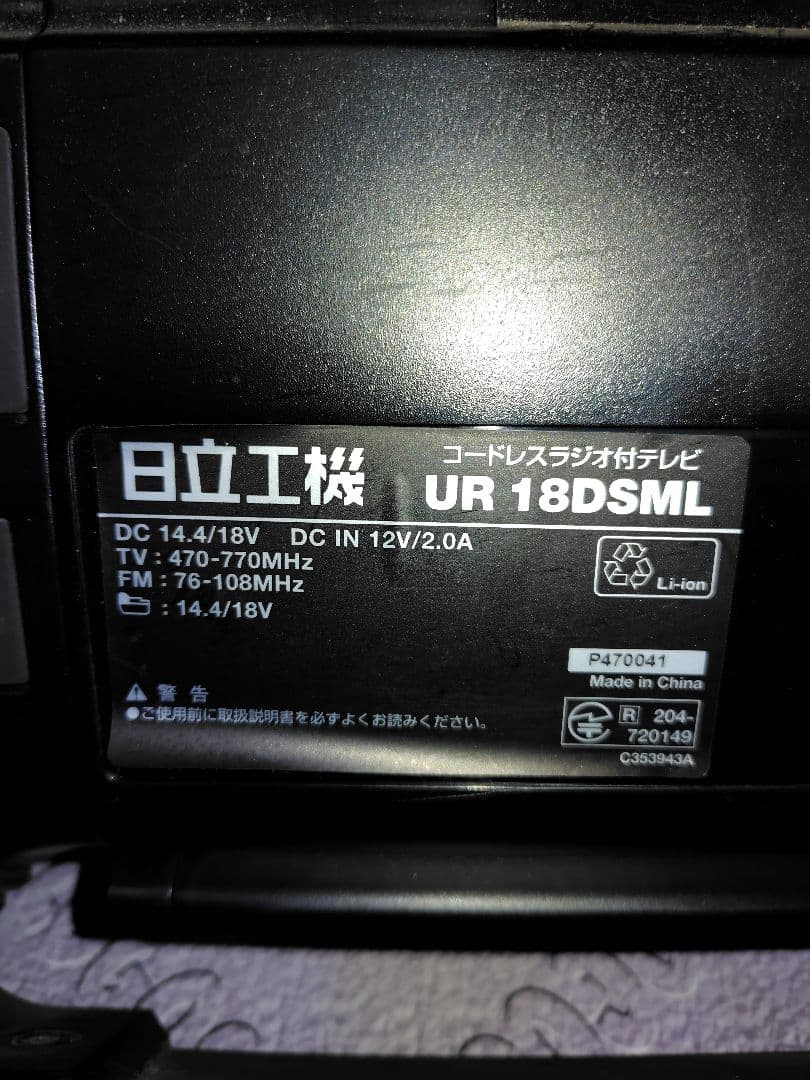 日立工機
コードレスラジオ付テレビ
UR 18DSML
DC 14.4/18V DC IN 12V/2.0A
TV : 470-770MHz
FM : 76-108MHz
: 14.4/18V
Li-ion
P470041
Made in China
警告
●ご使用前に取扱説明書を必ずよくお読みください。
R 204-
720149
C353943A